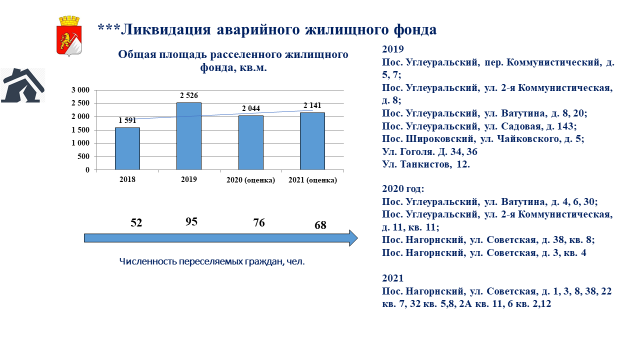 ***Ликвидация аварийного жилищного фонда
Общая площадь расселенного жилищного
фонда, кв.м.
3 000
2 500
2 000
1 500
1 000
500
0
1 591
2 526
2 044
2 141
2018
2019
2020 (оценка)
2021 (оценка)
52
95
76
68
Численность переселяемых граждан, чел.
2019
Пос. Углеуральский, пер. Коммунистический, д.
5, 7;
Пос. Углеуральский, ул. 2-я Коммунистическая,
д. 8;
Пос. Углеуральский, ул. Ватутина, д. 8, 20;
Пос. Углеуральский, ул. Садовая, д. 143;
Пос. Широковский, ул. Чайковского, д. 5;
Ул. Гоголя. Д. 34, 36
Ул. Танкистов, 12.
2020 год:
Пос. Углеуральский, ул. Ватутина, д. 4, 6, 30;
Пос. Углеуральский, ул. 2-я Коммунистическая,
д. 11, кв. 11;
Пос. Нагорнский, ул. Советская, д. 38, кв. 8;
Пос. Нагорнский, ул. Советская, д. 3, кв. 4
2021
Пос. Нагорнский, ул. Советская, д. 1, 3, 8, 38, 22
кв. 7, 32 кв. 5,8, 2А кв. 11, 6 кв. 2,12